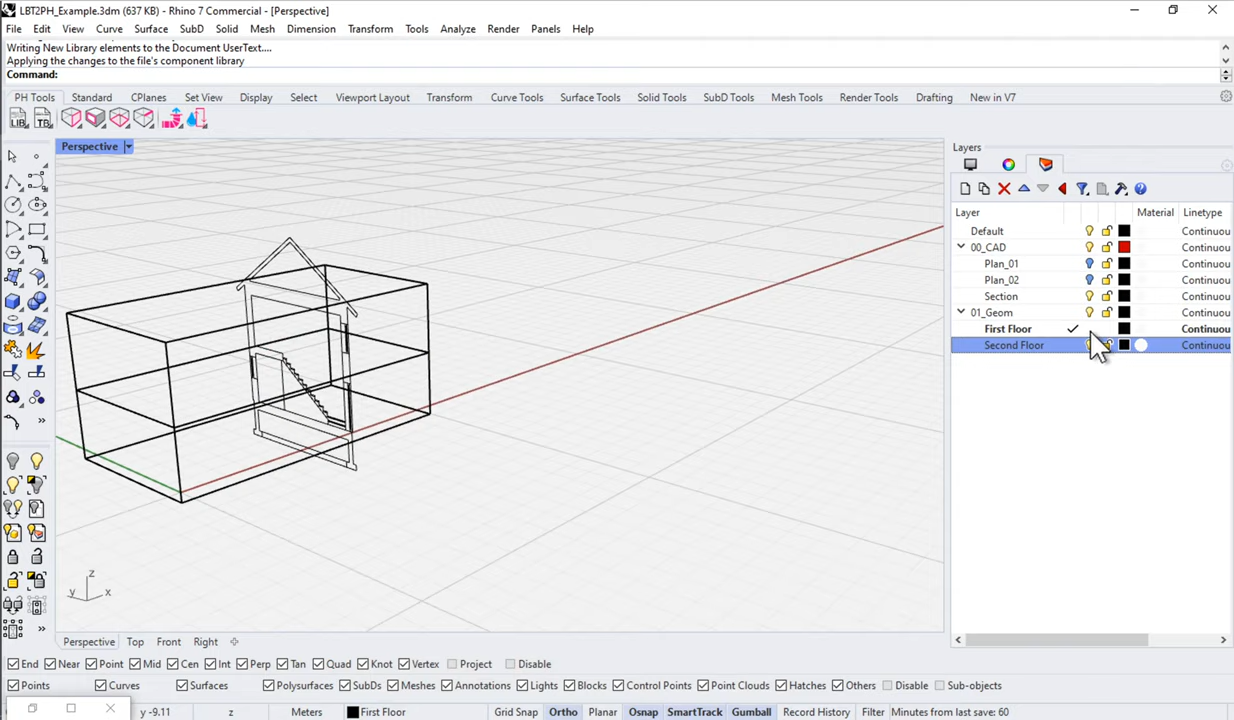 LBT2PH_Example.3dm (637 KB) - Rhino 7 Commercial - [Perspective]
File Edit View Curve Surface SubD Solid Mesh Dimension Transform Tools Analyze Render Panels Help
Writing New Library elements to the Document UserText....
Applying the changes to the file's component library
Command:
PH Tools Standard CPlanes Set View Display Select Viewport Layout Transform Curve Tools Surface Tools Solid Tools SubD Tools Mesh Tools Render Tools Drafting New in V7
LIB TB
Perspective
Layers
Layer Material Linetype
Default Continuou
00_CAD Continuou
Plan_01 Continuou
Plan_02 Continuou
Section Continuou
01_Geom Continuou
First Floor Continuou
Second Floor Continuou
z
y x
Perspective Top Front Right
End Near Point Mid Cen Int Perp Tan Quad Knot Vertex Project Disable
Points Curves Surfaces Polysurfaces SubDs Meshes Annotations Lights Blocks Control Points Point Clouds Hatches Others Disable Sub-objects
y -9.11 z Meters First Floor Grid Snap Ortho Planar Osnap SmartTrack Gumball Record History Filter Minutes from last save: 60